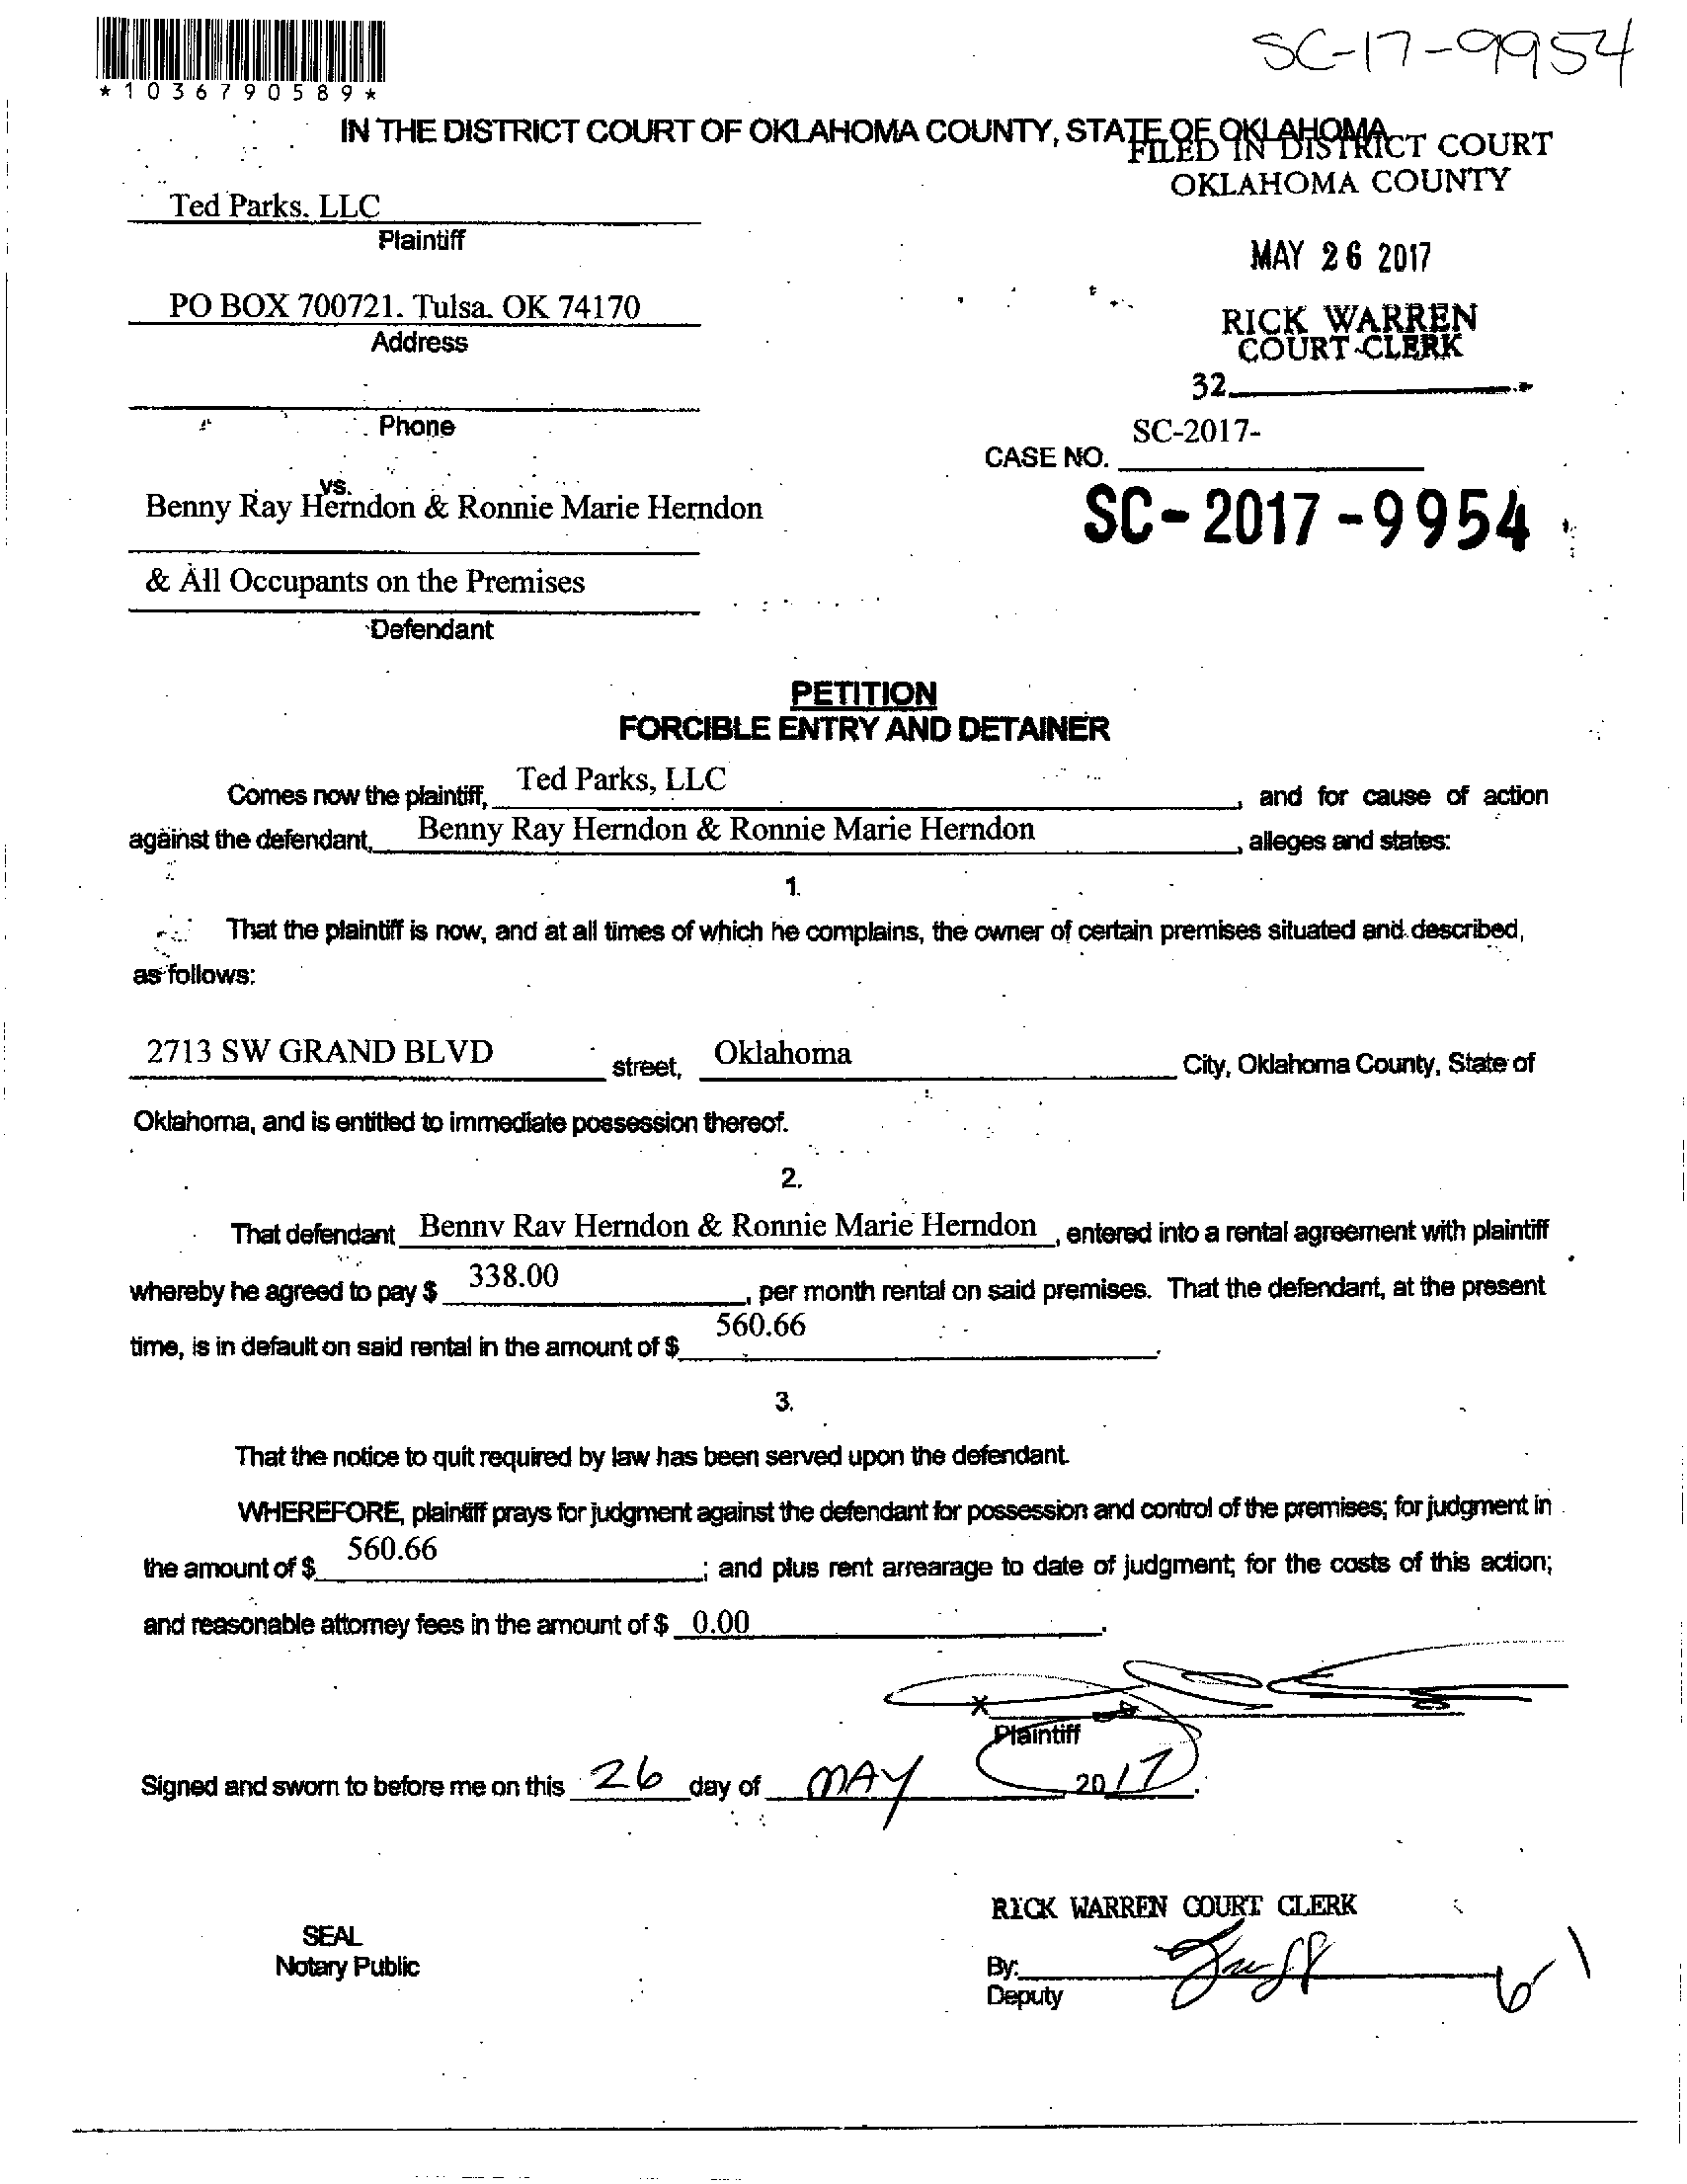 SC-17-9954
*1036790589*
IN THE DISTRICT COURT OF OKLAHOMA COUNTY, STATE OF OKLAHOMA
FILED IN DISTRICT COURT
OKLAHOMA COUNTY
Ted Parks. LLC
Plaintiff
MAY 26 2017
PO BOX 700721. Tulsa. OK 74170
Address
RICK WARREN
COURT CLERK
32
Phone
SC-2017-
CASE NO.
vs.
Benny Ray Herndon & Ronnie Marie Herndon
SC-2017-9954
& All Occupants on the Premises
Defendant
PETITION
FORCIBLE ENTRY AND DETAINER
Comes now the plaintiff, Ted Parks, LLC, and for cause of action
against the defendant, Benny Ray Herndon & Ronnie Marie Herndon, alleges and states:
1.
That the plaintiff is now, and at all times of which he complains, the owner of certain premises situated and described,
as follows:
2713 SW GRAND BLVD street, Oklahoma City, Oklahoma County, State of
Oklahoma, and is entitled to immediate possession thereof.
2.
That defendant Benny Ray Herndon & Ronnie Marie Herndon, entered into a rental agreement with plaintiff
whereby he agreed to pay $ 338.00, per month rental on said premises. That the defendant, at the present
time, is in default on said rental in the amount of $ 560.66.
3.
That the notice to quit required by law has been served upon the defendant.
WHEREFORE, plaintiff prays for judgment against the defendant for possession and control of the premises; for judgment in
the amount of $ 560.66; and plus rent arrearage to date of judgment; for the costs of this action;
and reasonable attorney fees in the amount of $ 0.00.
x
Plaintiff
Signed and sworn to before me on this 26 day of MAY 2017.
RICK WARREN COURT CLERK
SEAL
Notary Public
By:
Deputy